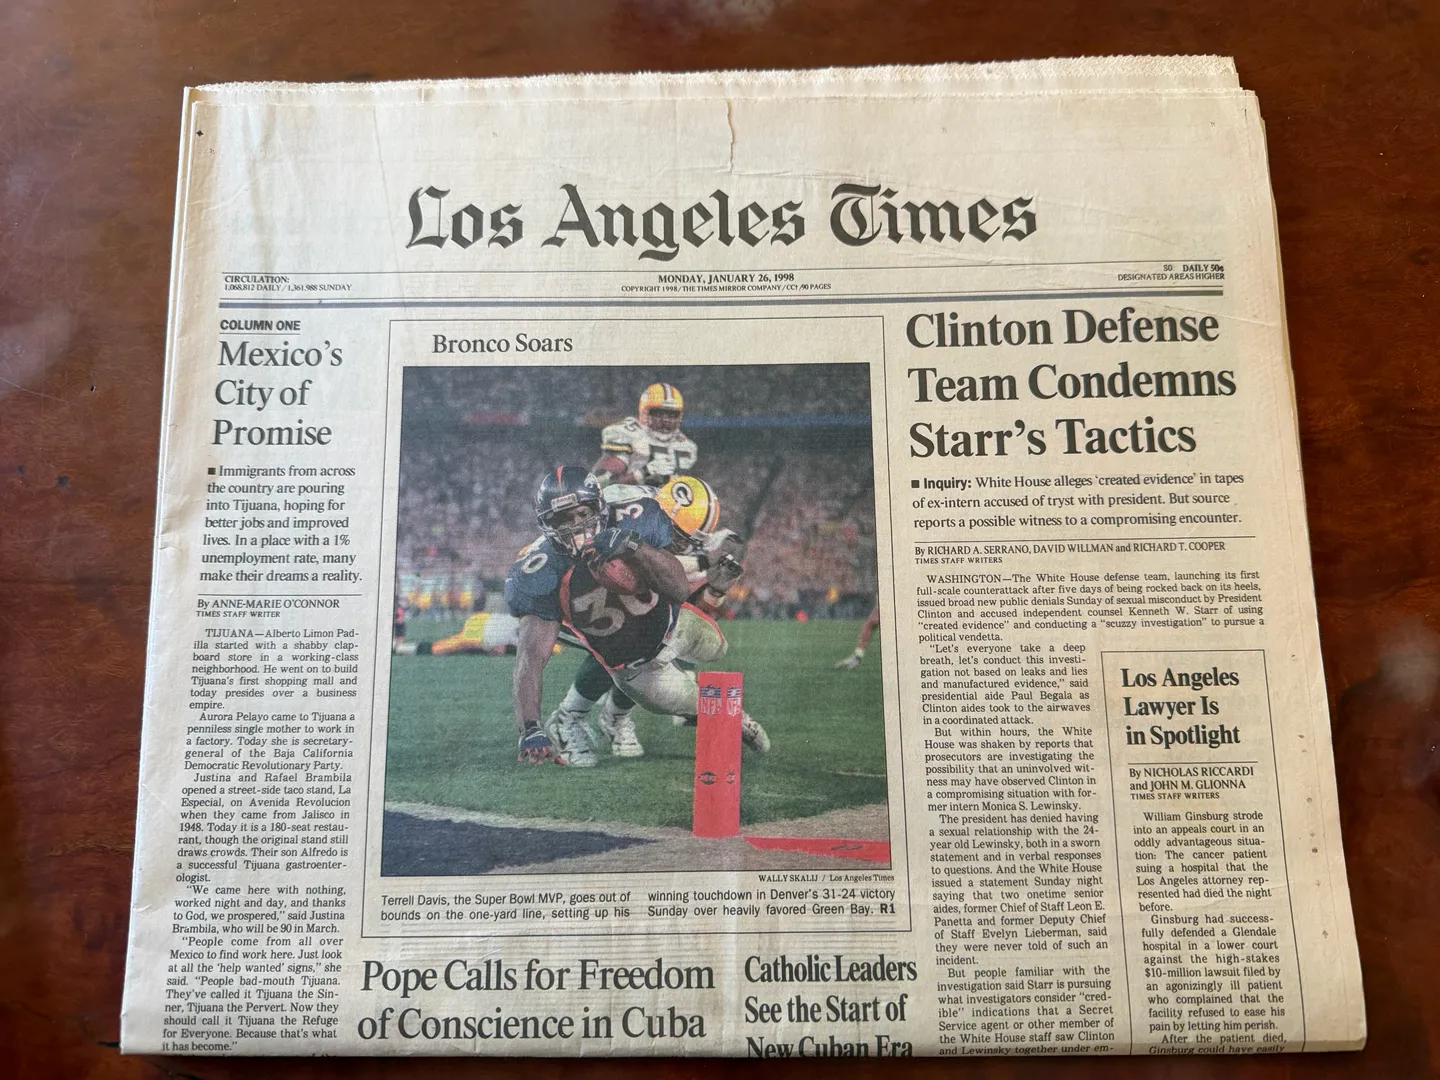 Los Angeles Times
CIRCULATION:
1,068,812 DAILY / 1,361,988 SUNDAY
MONDAY, JANUARY 26, 1998
COPYRIGHT 1998/THE TIMES MIRROR COMPANY/CC† /90 PAGES
SO: DAILY 50¢
DESIGNATED AREAS HIGHER
COLUMN ONE
Mexico's
City of
Promise
■ Immigrants from across
the country are pouring
into Tijuana, hoping for
better jobs and improved
lives. In a place with a 1%
unemployment rate, many
make their dreams a reality.
By ANNE-MARIE O'CONNOR
TIMES STAFF WRITER
TIJUANA—Alberto Limon Pad-
illa started with a shabby clap-
board store in a working-class
neighborhood. He went on to build
Tijuana's first shopping mall and
today presides over a business
empire.
Aurora Pelayo came to Tijuana a
penniless single mother to work in
a factory. Today she is secretary-
general of the Baja California
Democratic Revolutionary Party.
Justina and Rafael Brambila
opened a street-side taco stand, La
Especial, on Avenida Revolucion
when they came from Jalisco in
1948. Today it is a 180-seat restau-
rant, though the original stand still
draws crowds. Their son Alfredo is
a successful Tijuana gastroenter-
ologist.
"We came here with nothing,
worked night and day, and thanks
to God, we prospered," said Justina
Brambila, who will be 90 in March.
"People come from all over
Mexico to find work here. Just look
at all the 'help wanted' signs," she
said. "People bad-mouth Tijuana.
They've called it Tijuana the Sin-
ner, Tijuana the Pervert. Now they
should call it Tijuana the Refuge
for Everyone. Because that's what
it has become."
Bronco Soars
30
NFL NFL
WALLY SKALIJ / Los Angeles Times
Terrell Davis, the Super Bowl MVP, goes out of
bounds on the one-yard line, setting up his
winning touchdown in Denver's 31-24 victory
Sunday over heavily favored Green Bay. R1
Pope Calls for Freedom
of Conscience in Cuba
Catholic Leaders
See the Start of
New Cuban Era
Clinton Defense
Team Condemns
Starr's Tactics
■ Inquiry: White House alleges 'created evidence' in tapes
of ex-intern accused of tryst with president. But source
reports a possible witness to a compromising encounter.
By RICHARD A. SERRANO, DAVID WILLMAN and RICHARD T. COOPER
TIMES STAFF WRITERS
WASHINGTON—The White House defense team, launching its first
full-scale counterattack after five days of being rocked back on its heels,
issued broad new public denials Sunday of sexual misconduct by President
Clinton and accused independent counsel Kenneth W. Starr of using
"created evidence" and conducting a "scuzzy investigation" to pursue a
political vendetta.
"Let's everyone take a deep
breath, let's conduct this investi-
gation not based on leaks and lies
and manufactured evidence," said
presidential aide Paul Begala as
Clinton aides took to the airwaves
in a coordinated attack.
But within hours, the White
House was shaken by reports that
prosecutors are investigating the
possibility that an uninvolved wit-
ness may have observed Clinton in
a compromising situation with for-
mer intern Monica S. Lewinsky.
The president has denied having
a sexual relationship with the 24-
year old Lewinsky, both in a sworn
statement and in verbal responses
to questions. And the White House
issued a statement Sunday night
saying that two onetime senior
aides, former Chief of Staff Leon E.
Panetta and former Deputy Chief
of Staff Evelyn Lieberman, said
they were never told of such an
incident.
But people familiar with the
investigation said Starr is pursuing
what investigators consider "cred-
ible" indications that a Secret
Service agent or other member of
the White House staff saw Clinton
and Lewinsky together under em-
Los Angeles
Lawyer Is
in Spotlight
By NICHOLAS RICCARDI
and JOHN M. GLIONNA
TIMES STAFF WRITERS
William Ginsburg strode
into an appeals court in an
oddly advantageous situa-
tion: The cancer patient
suing a hospital that the
Los Angeles attorney rep-
resented had died the night
before.
Ginsburg had success-
fully defended a Glendale
hospital in a lower court
against the high-stakes
$10-million lawsuit filed by
an agonizingly ill patient
who complained that the
facility refused to ease his
pain by letting him perish.
After the patient died,
Ginsburg could have easily